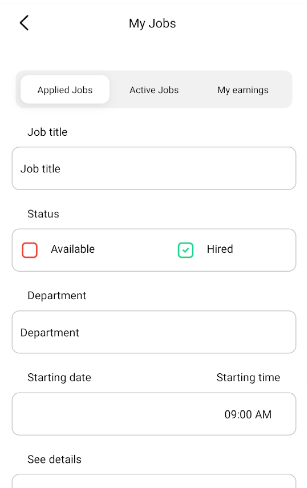 My Jobs
Applied Jobs Active Jobs My earnings
Job title
Job title
Status
Available Hired
Department
Department
Starting date Starting time
09:00 AM
See details